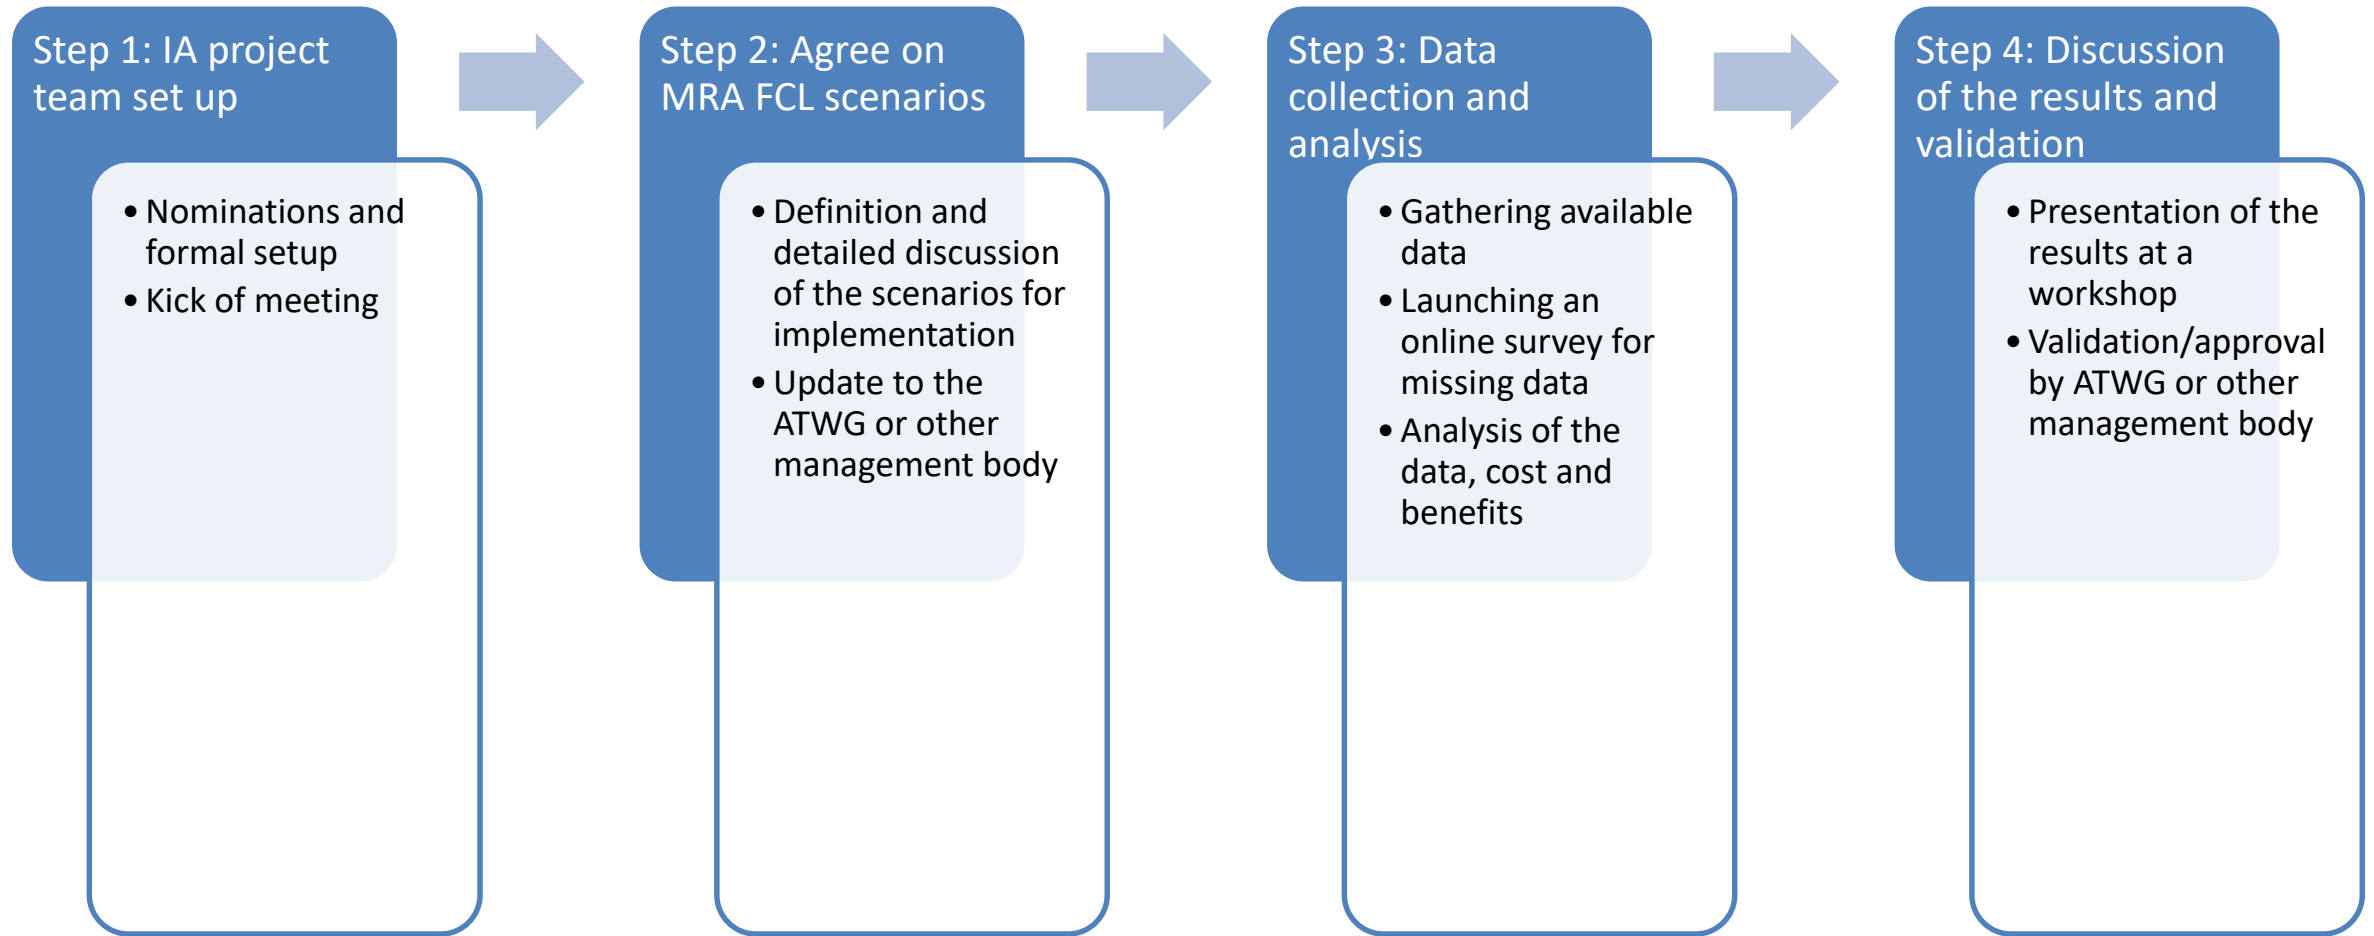 Step 1: IA project
team set up
• Nominations and
formal setup
• Kick of meeting
Step 2: Agree on
MRA FCL scenarios
• Definition and
detailed discussion
of the scenarios for
implementation
• Update to the
ATWG or other
management body
Step 3: Data
collection and
analysis
• Gathering available
data
• Launching an
online survey for
missing data
• Analysis of the
data, cost and
benefits
Step 4: Discussion
of the results and
validation
• Presentation of the
results at a
workshop
• Validation/approval
by ATWG or other
management body